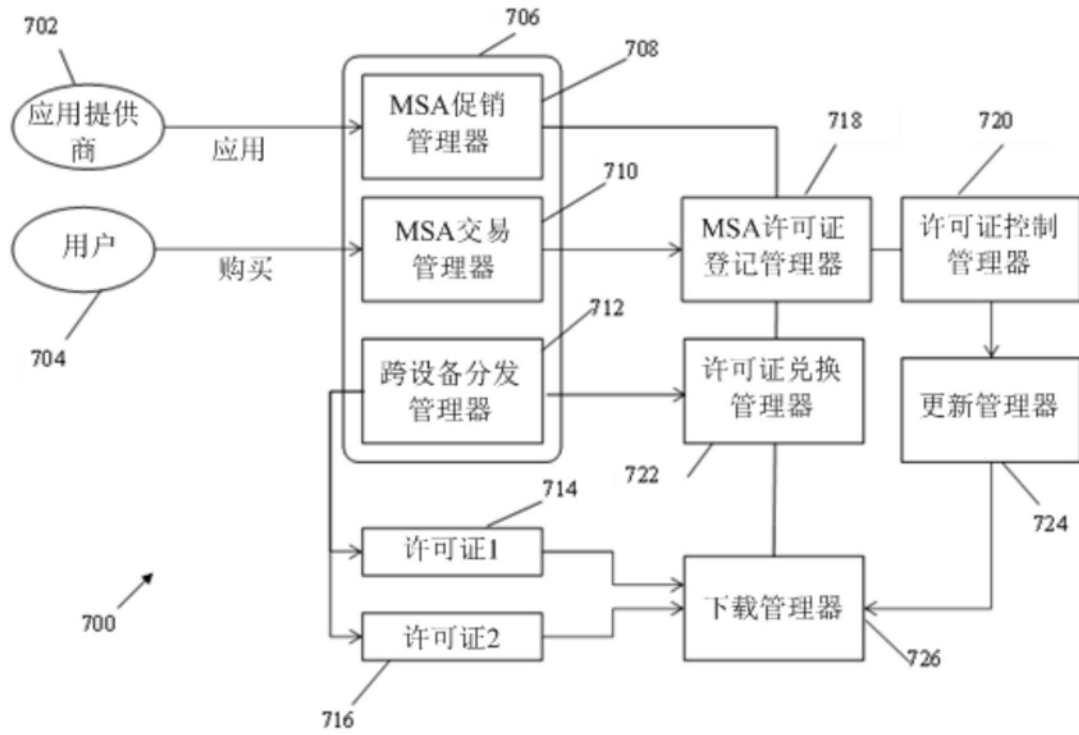 702
706
708
应用提供
商
应用
MSA促销
管理器
718
720
710
用户
购买
MSA交易
管理器
MSA许可证
登记管理器
许可证控制
管理器
704
712
跨设备分发
管理器
许可证兑换
管理器
更新管理器
722
714
724
许可证1
下载管理器
700
许可证2
726
716